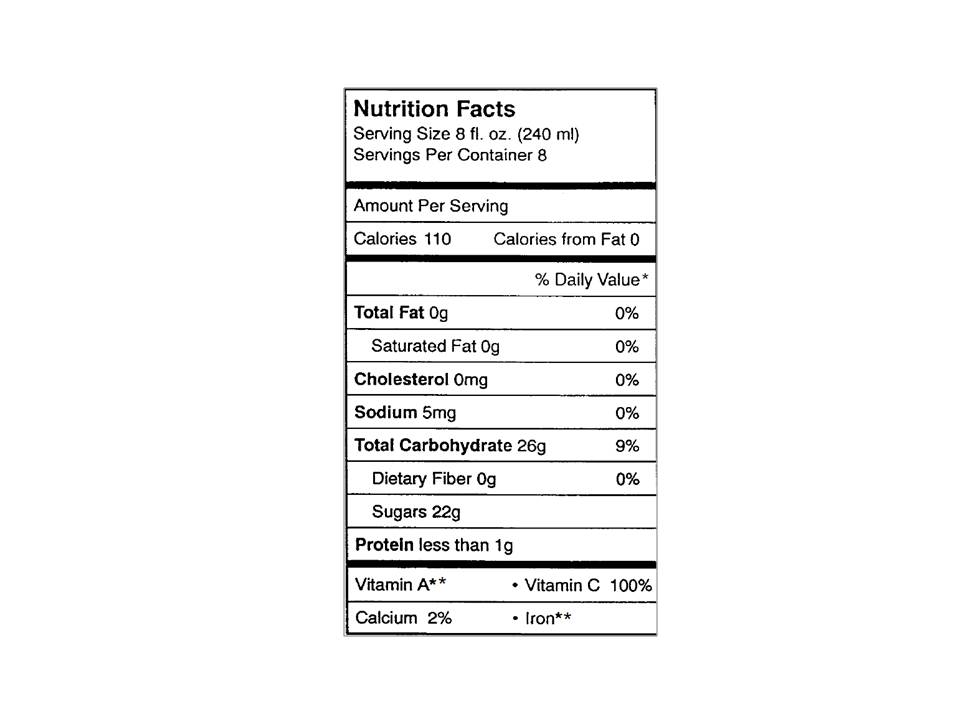 Nutrition Facts
Serving Size 8 fl. oz. (240 ml)
Servings Per Container 8
Amount Per Serving
Calories 110 Calories from Fat 0
% Daily Value*
Total Fat 0g 0%
Saturated Fat 0g 0%
Cholesterol 0mg 0%
Sodium 5mg 0%
Total Carbohydrate 26g 9%
Dietary Fiber 0g 0%
Sugars 22g
Protein less than 1g
Vitamin A** • Vitamin C 100%
Calcium 2% • Iron**